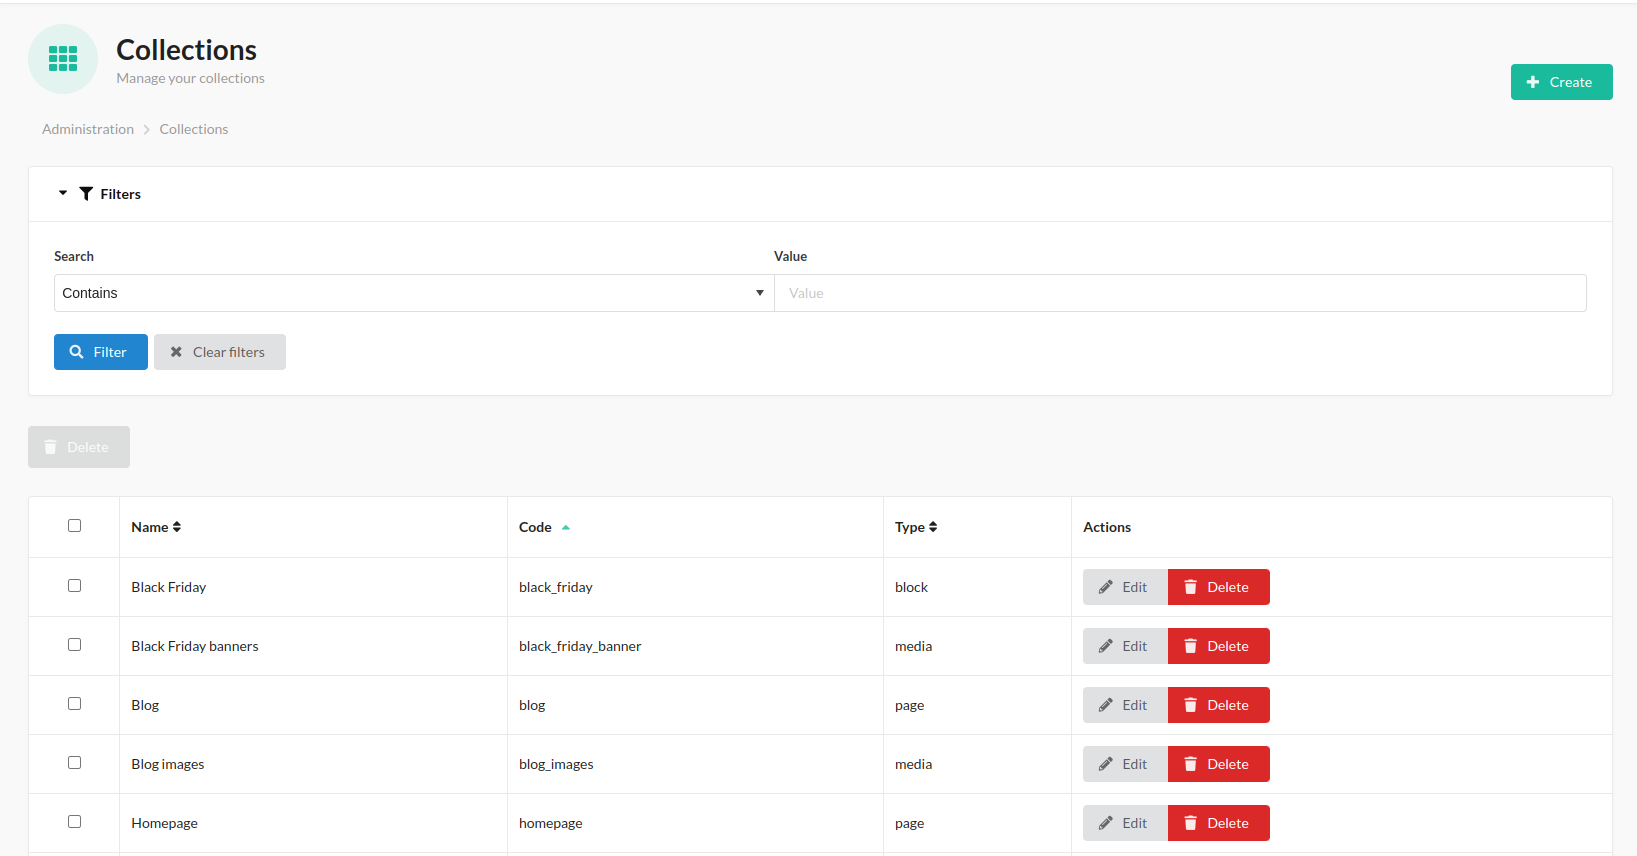 Collections
Manage your collections
Create
Administration Collections
Filters
Search Value
Contains Value
Filter Clear filters
Delete
Name Code Type Actions
Black Friday black_friday block Edit Delete
Black Friday banners black_friday_banner media Edit Delete
Blog blog page Edit Delete
Blog images blog_images media Edit Delete
Homepage homepage page Edit Delete